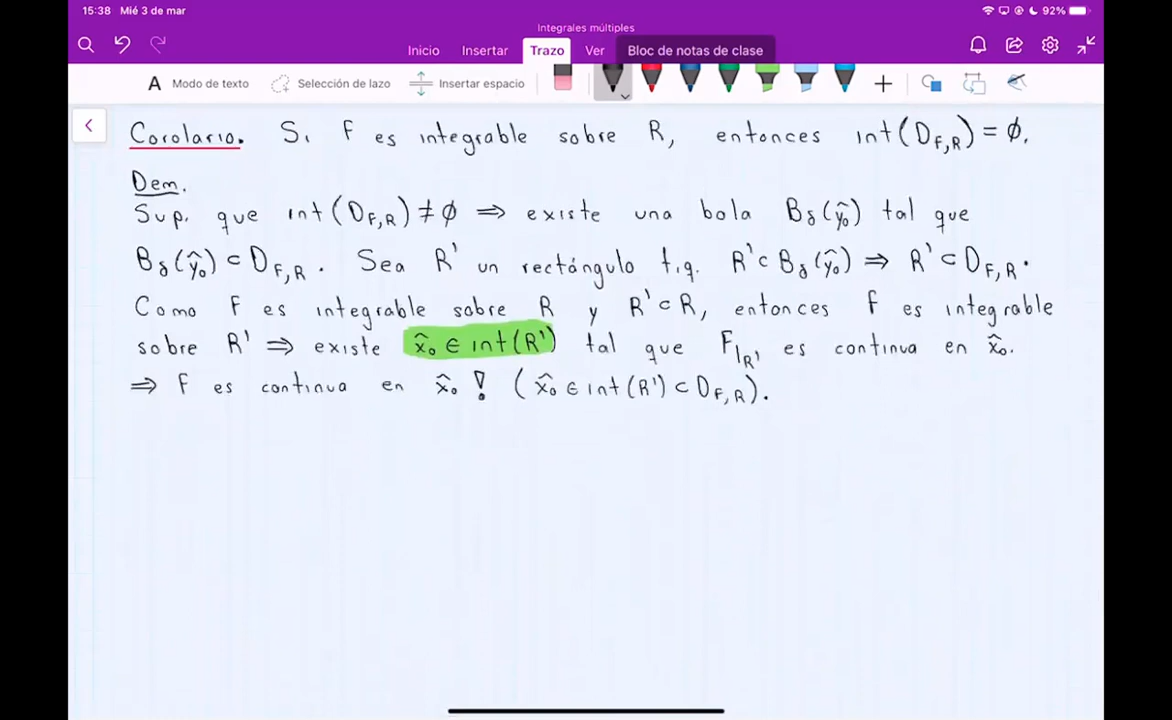 15:38 Mié 3 de mar
92%
Integrales múltiples
Inicio Insertar Trazo Ver Bloc de notas de clase
A Modo de texto Selección de lazo Insertar espacio
Corolario. Si f es integrable sobre R, entonces int(D_{f,R}) = ∅.
Dem.
Sup. que int(D_{f,R}) ≠ ∅ ⇒ existe una bola B_δ(ŷ₀) tal que
B_δ(ŷ₀) ⊂ D_{f,R}. Sea R' un rectángulo t.q. R' ⊂ B_δ(ŷ₀) ⇒ R' ⊂ D_{f,R}.
Como f es integrable sobre R y R' ⊂ R, entonces f es integrable
sobre R' ⇒ existe x̂₀ ∈ int(R') tal que f|_{R'} es continua en x̂₀.
⇒ f es continua en x̂₀ ! (x̂₀ ∈ int(R') ⊂ D_{f,R}).